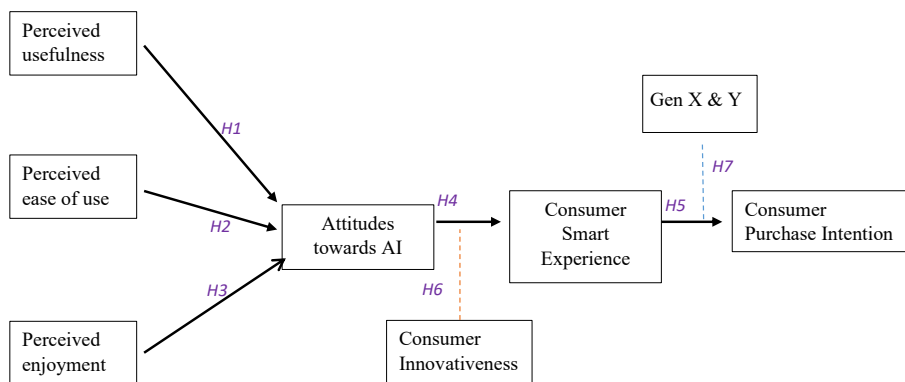 Perceived
usefulness
H1
Gen X & Y
H7
Perceived
ease of use
H2
Attitudes
towards AI
H4
Consumer
Smart
Experience
H5
Consumer
Purchase Intention
H3
H6
Perceived
enjoyment
Consumer
Innovativeness